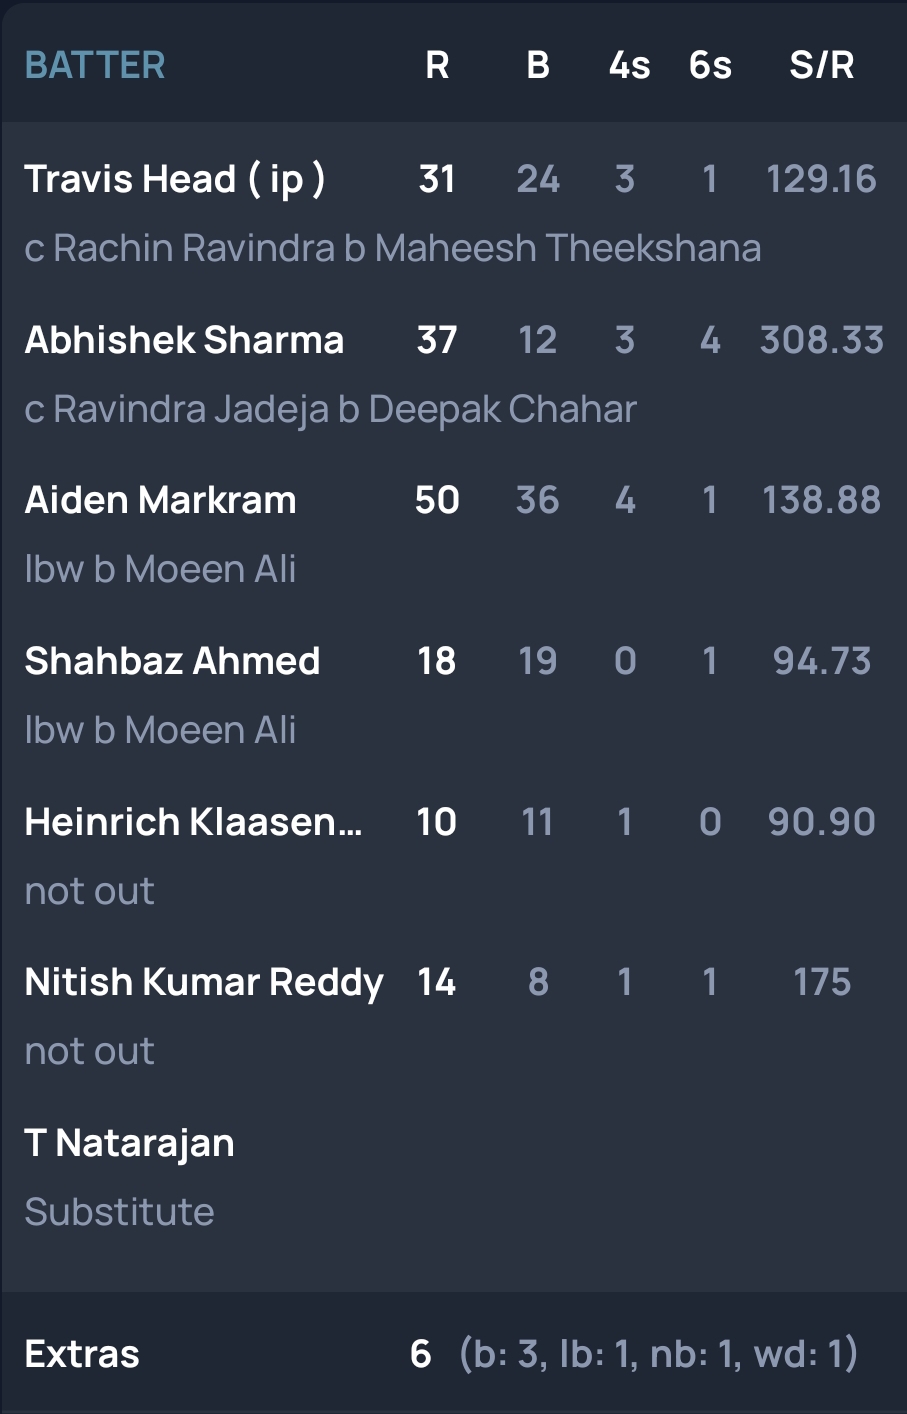 BATTER R B 4s 6s S/R
Travis Head ( ip ) 31 24 3 1 129.16
c Rachin Ravindra b Maheesh Theekshana
Abhishek Sharma 37 12 3 4 308.33
c Ravindra Jadeja b Deepak Chahar
Aiden Markram 50 36 4 1 138.88
lbw b Moeen Ali
Shahbaz Ahmed 18 19 0 1 94.73
lbw b Moeen Ali
Heinrich Klaasen... 10 11 1 0 90.90
not out
Nitish Kumar Reddy 14 8 1 1 175
not out
T Natarajan
Substitute
Extras 6 (b: 3, lb: 1, nb: 1, wd: 1)